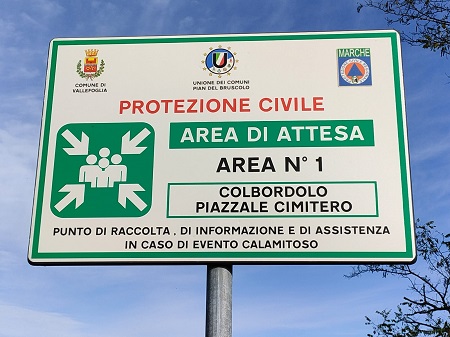 COMUNE DI
VALLEFOGLIA
UNIONE DEI COMUNI
PIAN DEL BRUSCOLO
MARCHE
PROTEZIONE CIVILE
AREA DI ATTESA
AREA N° 1
COLBORDOLO
PIAZZALE CIMITERO
PUNTO DI RACCOLTA , DI INFORMAZIONE E DI ASSISTENZA
IN CASO DI EVENTO CALAMITOSO